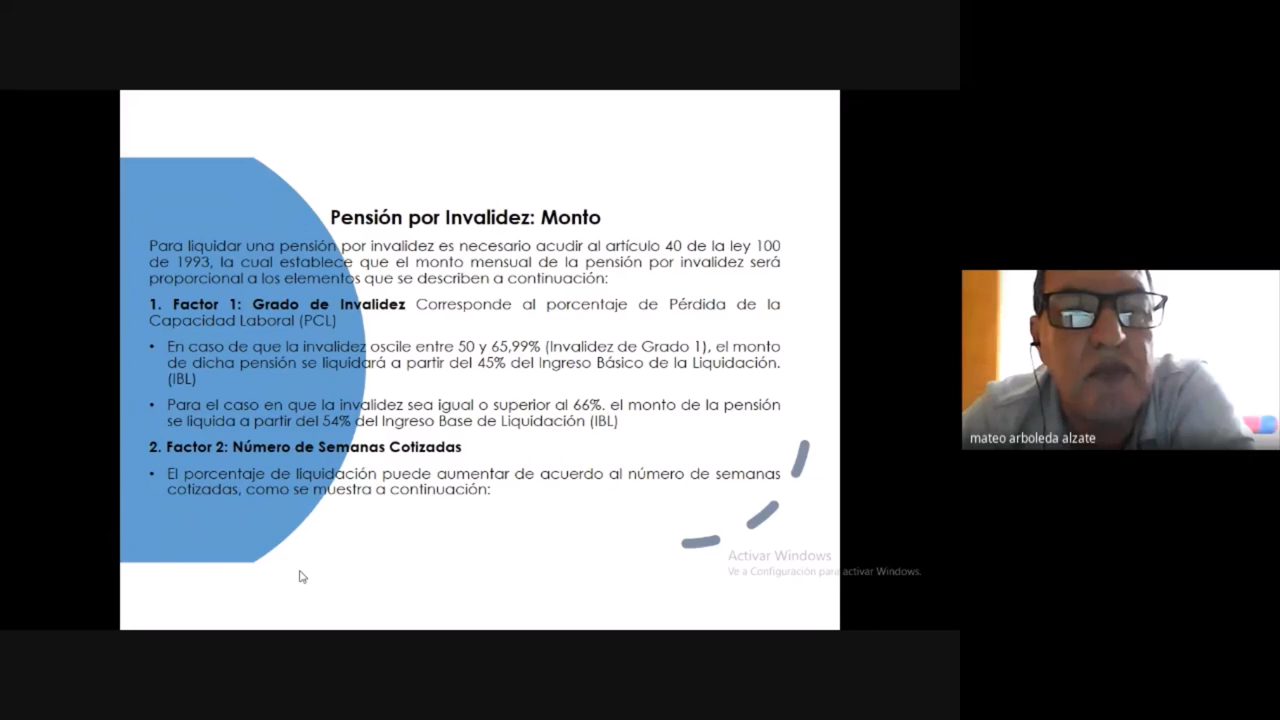 Pensión por Invalidez: Monto
Para liquidar una pensión por invalidez es necesario acudir al artículo 40 de la ley 100
de 1993, la cual establece que el monto mensual de la pensión por invalidez será
proporcional a los elementos que se describen a continuación:
1. Factor 1: Grado de Invalidez Corresponde al porcentaje de Pérdida de la
Capacidad Laboral (PCL)
• En caso de que la invalidez oscile entre 50 y 65,99% (Invalidez de Grado 1), el monto
de dicha pensión se liquidará a partir del 45% del Ingreso Básico de la Liquidación.
(IBL)
• Para el caso en que la invalidez sea igual o superior al 66%. el monto de la pensión
se liquida a partir del 54% del Ingreso Base de Liquidación (IBL)
2. Factor 2: Número de Semanas Cotizadas
• El porcentaje de liquidación puede aumentar de acuerdo al número de semanas
cotizadas, como se muestra a continuación:
Activar Windows
Ve a Configuración para activar Windows.
mateo arboleda alzate